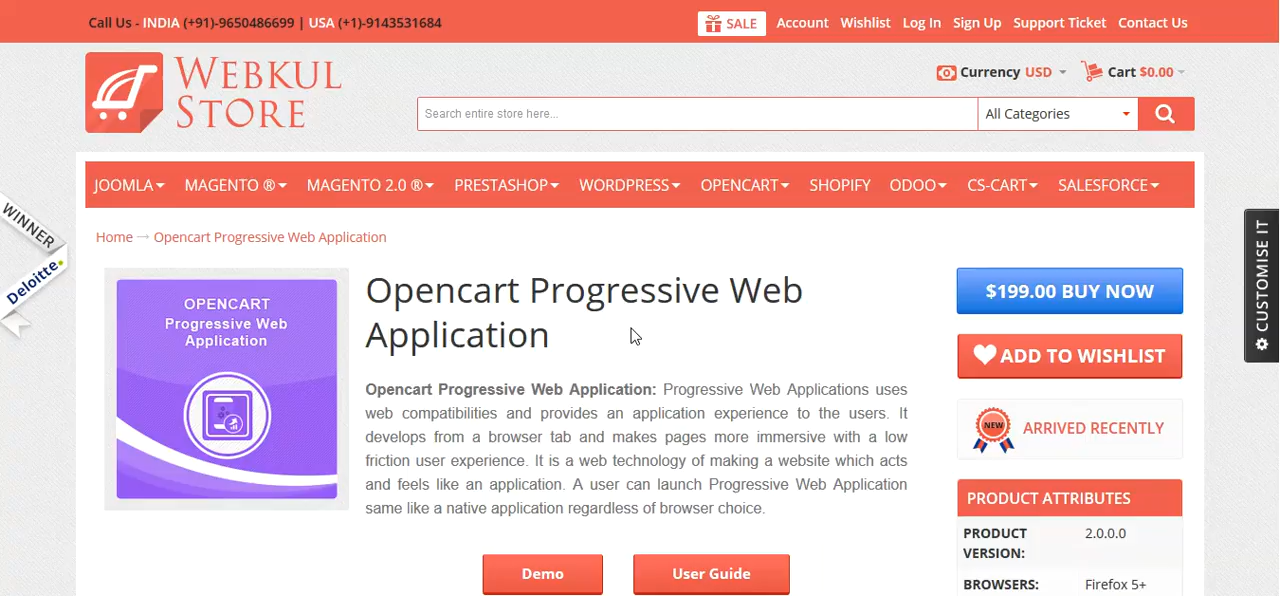 Call Us - INDIA (+91)-9650486699 | USA (+1)-9143531684
SALE Account Wishlist Log In Sign Up Support Ticket Contact Us
WEBKUL
STORE
Currency USD Cart $0.00
Search entire store here... All Categories
JOOMLA MAGENTO ® MAGENTO 2.0 ® PRESTASHOP WORDPRESS OPENCART SHOPIFY ODOO CS-CART SALESFORCE
WINNER
Deloitte.
CUSTOMISE IT
Home → Opencart Progressive Web Application
OPENCART
Progressive Web
Application
Opencart Progressive Web
Application
Opencart Progressive Web Application: Progressive Web Applications uses
web compatibilities and provides an application experience to the users. It
develops from a browser tab and makes pages more immersive with a low
friction user experience. It is a web technology of making a website which acts
and feels like an application. A user can launch Progressive Web Application
same like a native application regardless of browser choice.
Demo User Guide
$199.00 BUY NOW
ADD TO WISHLIST
NEW ARRIVED RECENTLY
PRODUCT ATTRIBUTES
PRODUCT VERSION: 2.0.0.0
BROWSERS: Firefox 5+